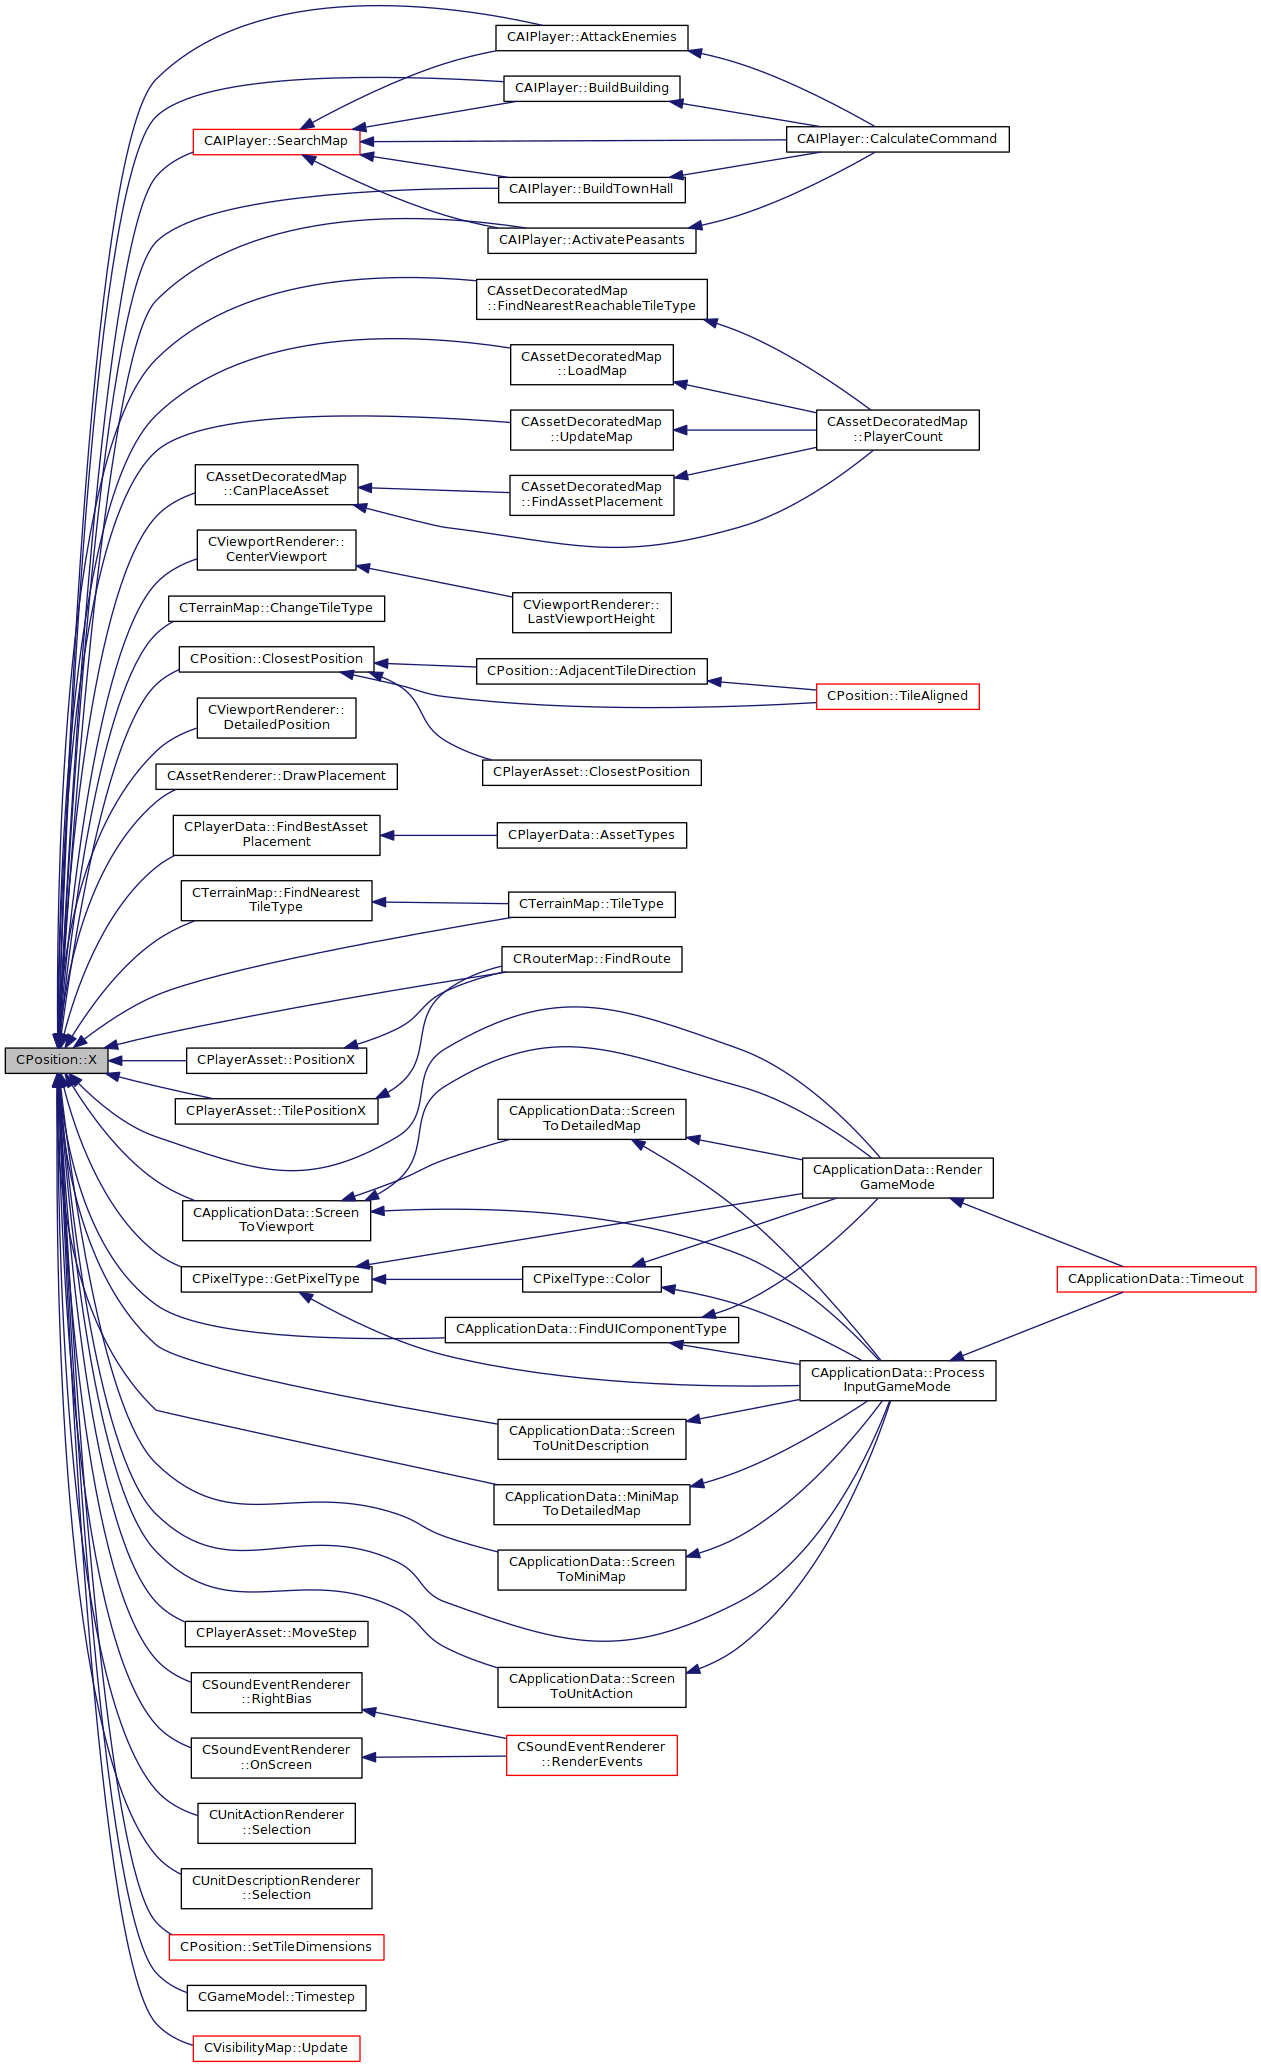 CAIPlayer::AttackEnemies
CAIPlayer::BuildBuilding
CAIPlayer::SearchMap
CAIPlayer::CalculateCommand
CAIPlayer::BuildTownHall
CAIPlayer::ActivatePeasants
CAssetDecoratedMap
::FindNearestReachableTileType
CAssetDecoratedMap
::LoadMap
CAssetDecoratedMap
::UpdateMap
CAssetDecoratedMap
::PlayerCount
CAssetDecoratedMap
::CanPlaceAsset
CAssetDecoratedMap
::FindAssetPlacement
CViewportRenderer::
CenterViewport
CViewportRenderer::
LastViewportHeight
CTerrainMap::ChangeTileType
CPosition::ClosestPosition
CPosition::AdjacentTileDirection
CPosition::TileAligned
CViewportRenderer::
DetailedPosition
CPlayerAsset::ClosestPosition
CAssetRenderer::DrawPlacement
CPlayerData::FindBestAsset
Placement
CPlayerData::AssetTypes
CTerrainMap::FindNearest
TileType
CTerrainMap::TileType
CRouterMap::FindRoute
CPosition::X
CPlayerAsset::PositionX
CPlayerAsset::TilePositionX
CApplicationData::Screen
ToDetailedMap
CApplicationData::Render
GameMode
CApplicationData::Screen
ToViewport
CPixelType::GetPixelType
CPixelType::Color
CApplicationData::Timeout
CApplicationData::FindUIComponentType
CApplicationData::Process
InputGameMode
CApplicationData::Screen
ToUnitDescription
CApplicationData::MiniMap
ToDetailedMap
CApplicationData::Screen
ToMiniMap
CPlayerAsset::MoveStep
CApplicationData::Screen
ToUnitAction
CSoundEventRenderer
::RightBias
CSoundEventRenderer
::OnScreen
CSoundEventRenderer
::RenderEvents
CUnitActionRenderer
::Selection
CUnitDescriptionRenderer
::Selection
CPosition::SetTileDimensions
CGameModel::Timestep
CVisibilityMap::Update